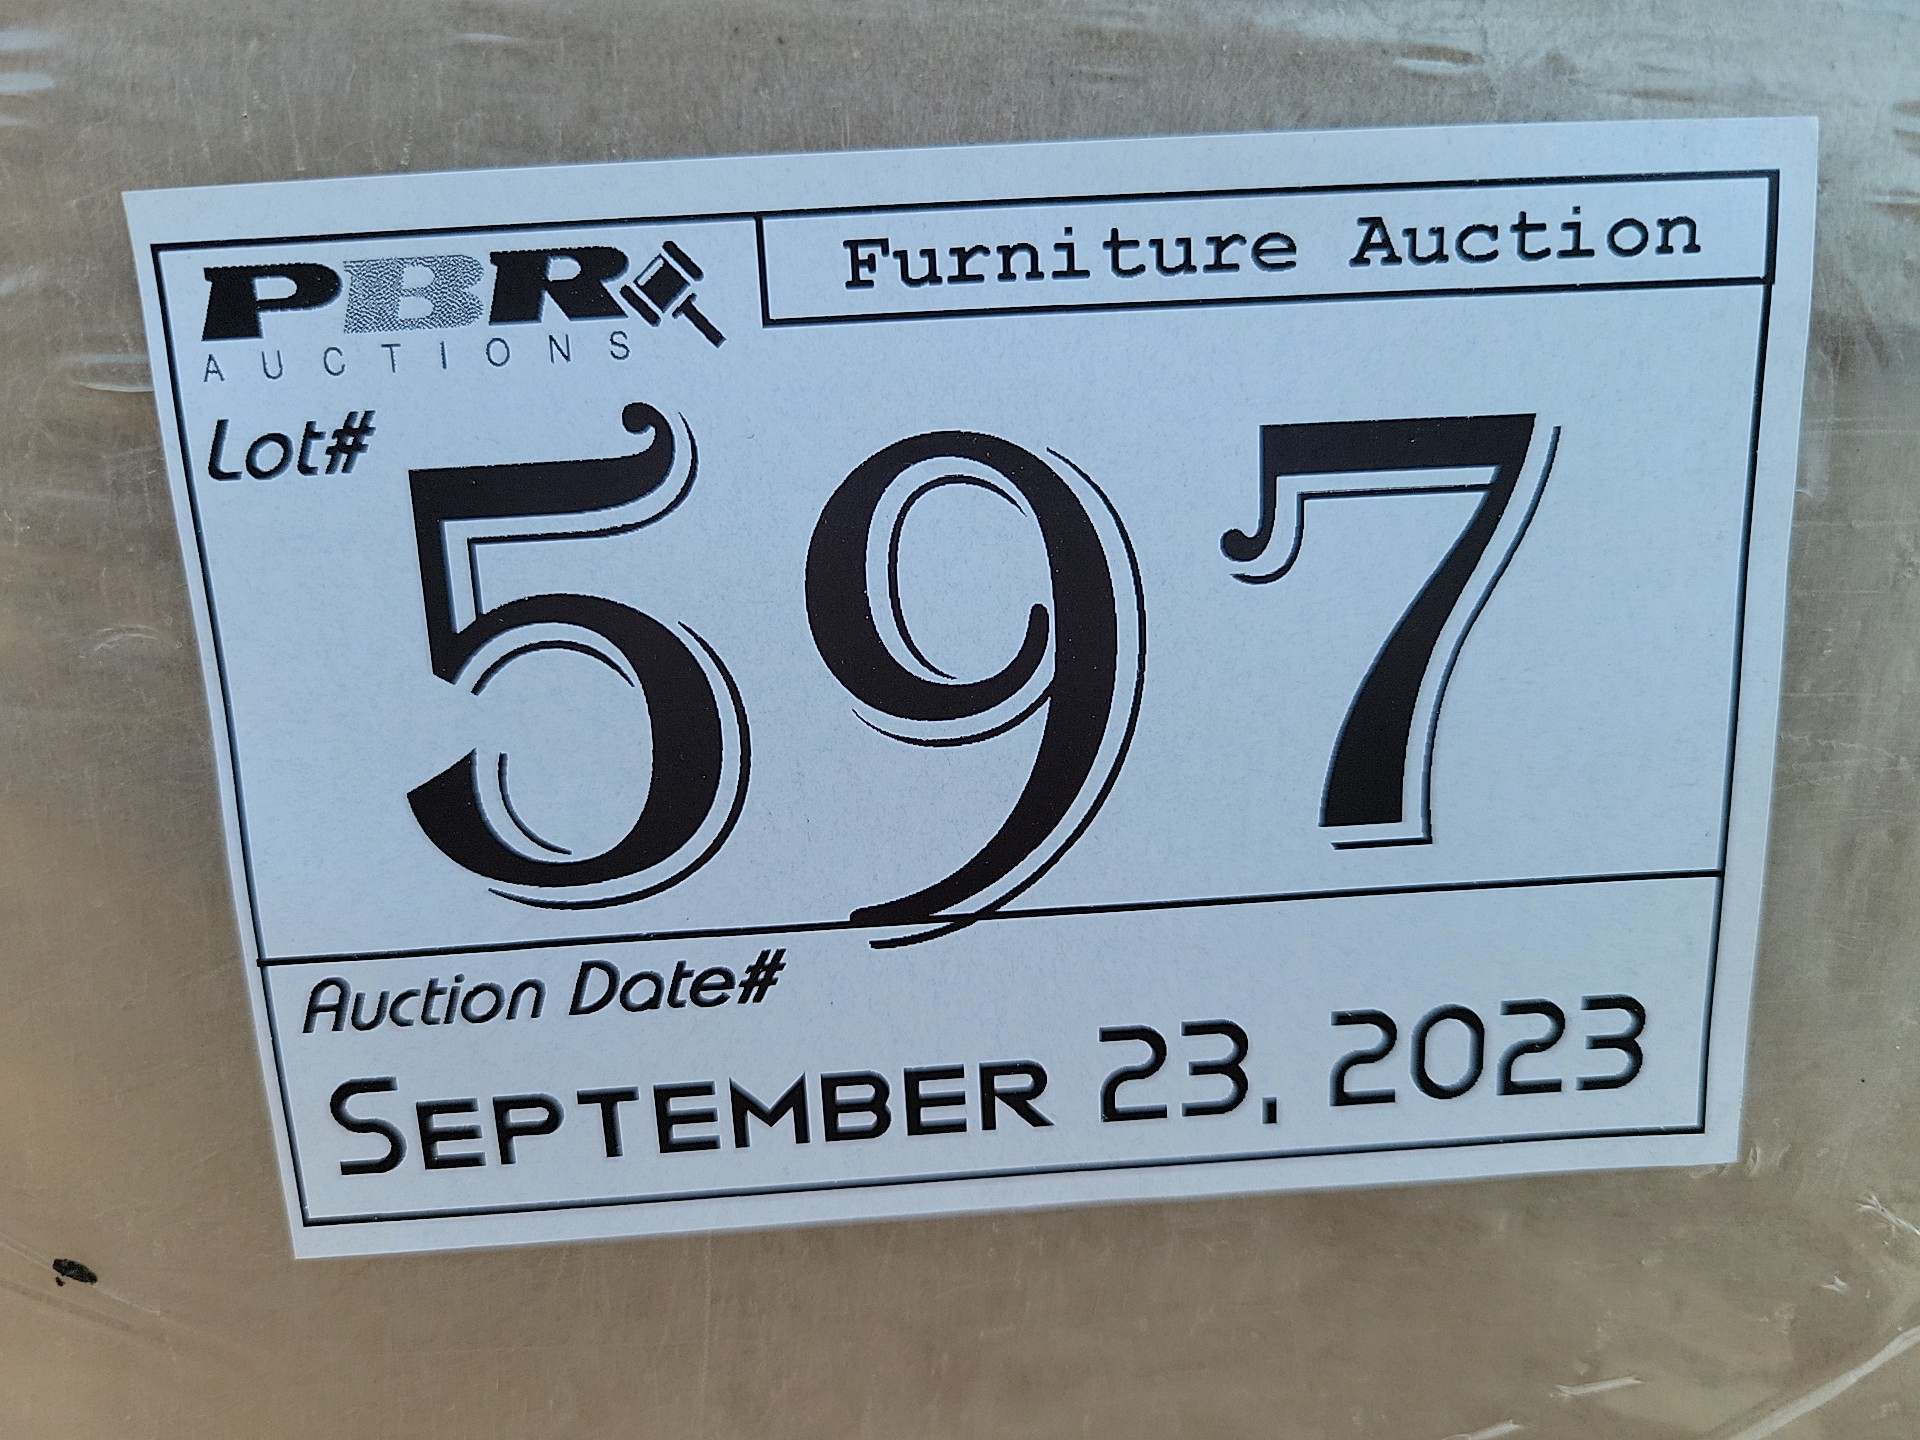 PBR
AUCTIONS
Furniture Auction
Lot#
597
Auction Date#
SEPTEMBER 23, 2023